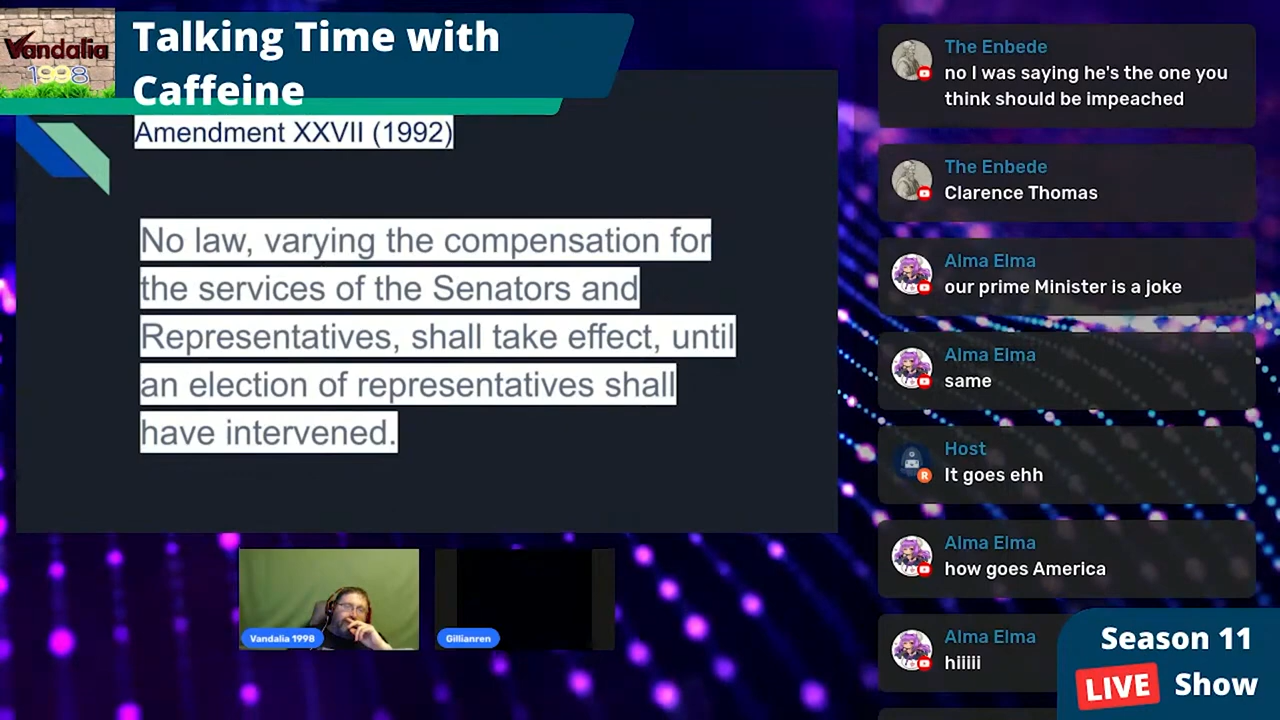 Vandalia
1998
Talking Time with
Caffeine
Amendment XXVII (1992)
No law, varying the compensation for
the services of the Senators and
Representatives, shall take effect, until
an election of representatives shall
have intervened.
Vandalia 1998
Gillianren
The Enbede
no I was saying he's the one you
think should be impeached
The Enbede
Clarence Thomas
Alma Elma
our prime Minister is a joke
Alma Elma
same
Host
It goes ehh
Alma Elma
how goes America
Alma Elma
hiiiii
Season 11
LIVE Show